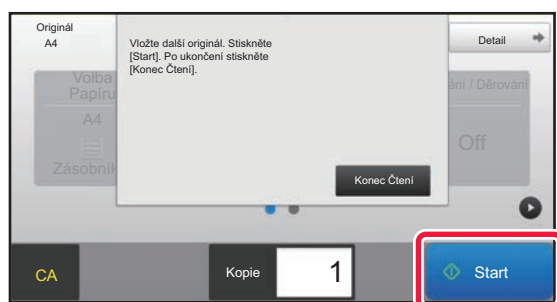 Originál
A4
Vložte další originál. Stiskněte
[Start]. Po ukončení stiskněte
[Konec Čtení].
Detail
Volba
Papíru
A4
Zásobník
ání / Děrování
Off
Konec Čtení
CA
Kopie
1
Start